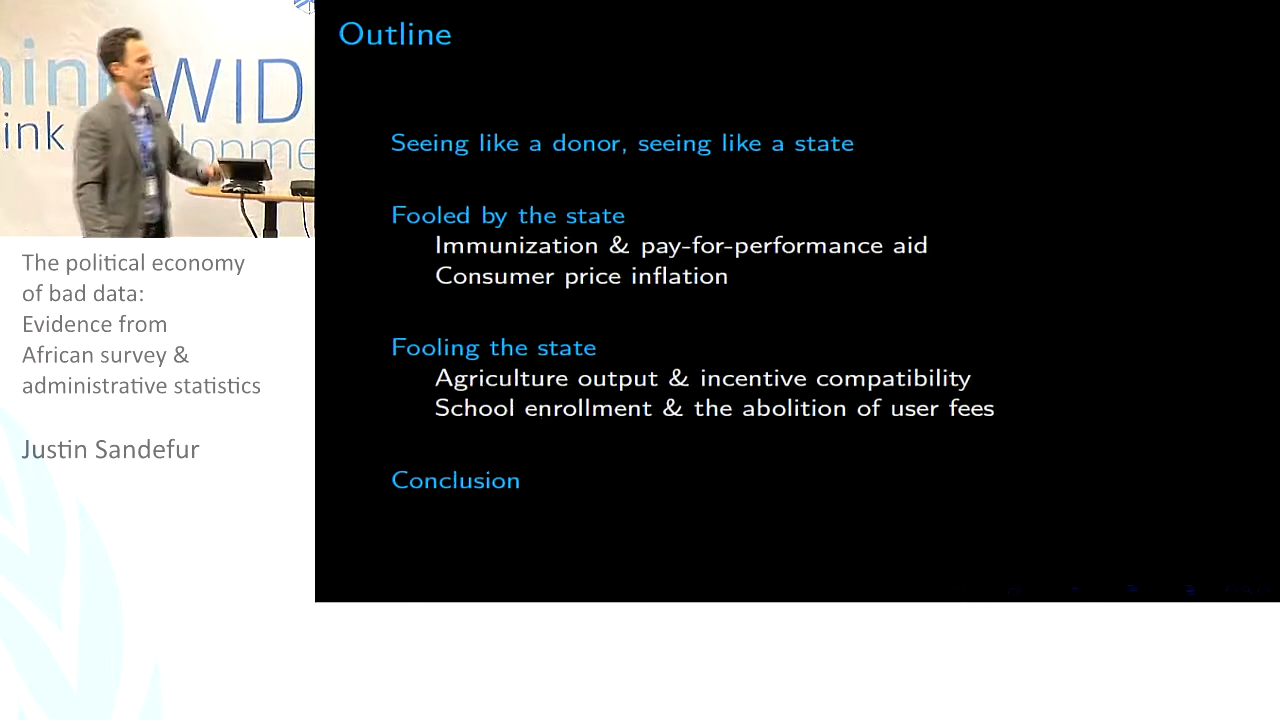 WID
ink
Outline
Seeing like a donor, seeing like a state
Fooled by the state
Immunization & pay-for-performance aid
Consumer price inflation
Fooling the state
Agriculture output & incentive compatibility
School enrollment & the abolition of user fees
Conclusion
The political economy
of bad data:
Evidence from
African survey &
administrative statistics
Justin Sandefur